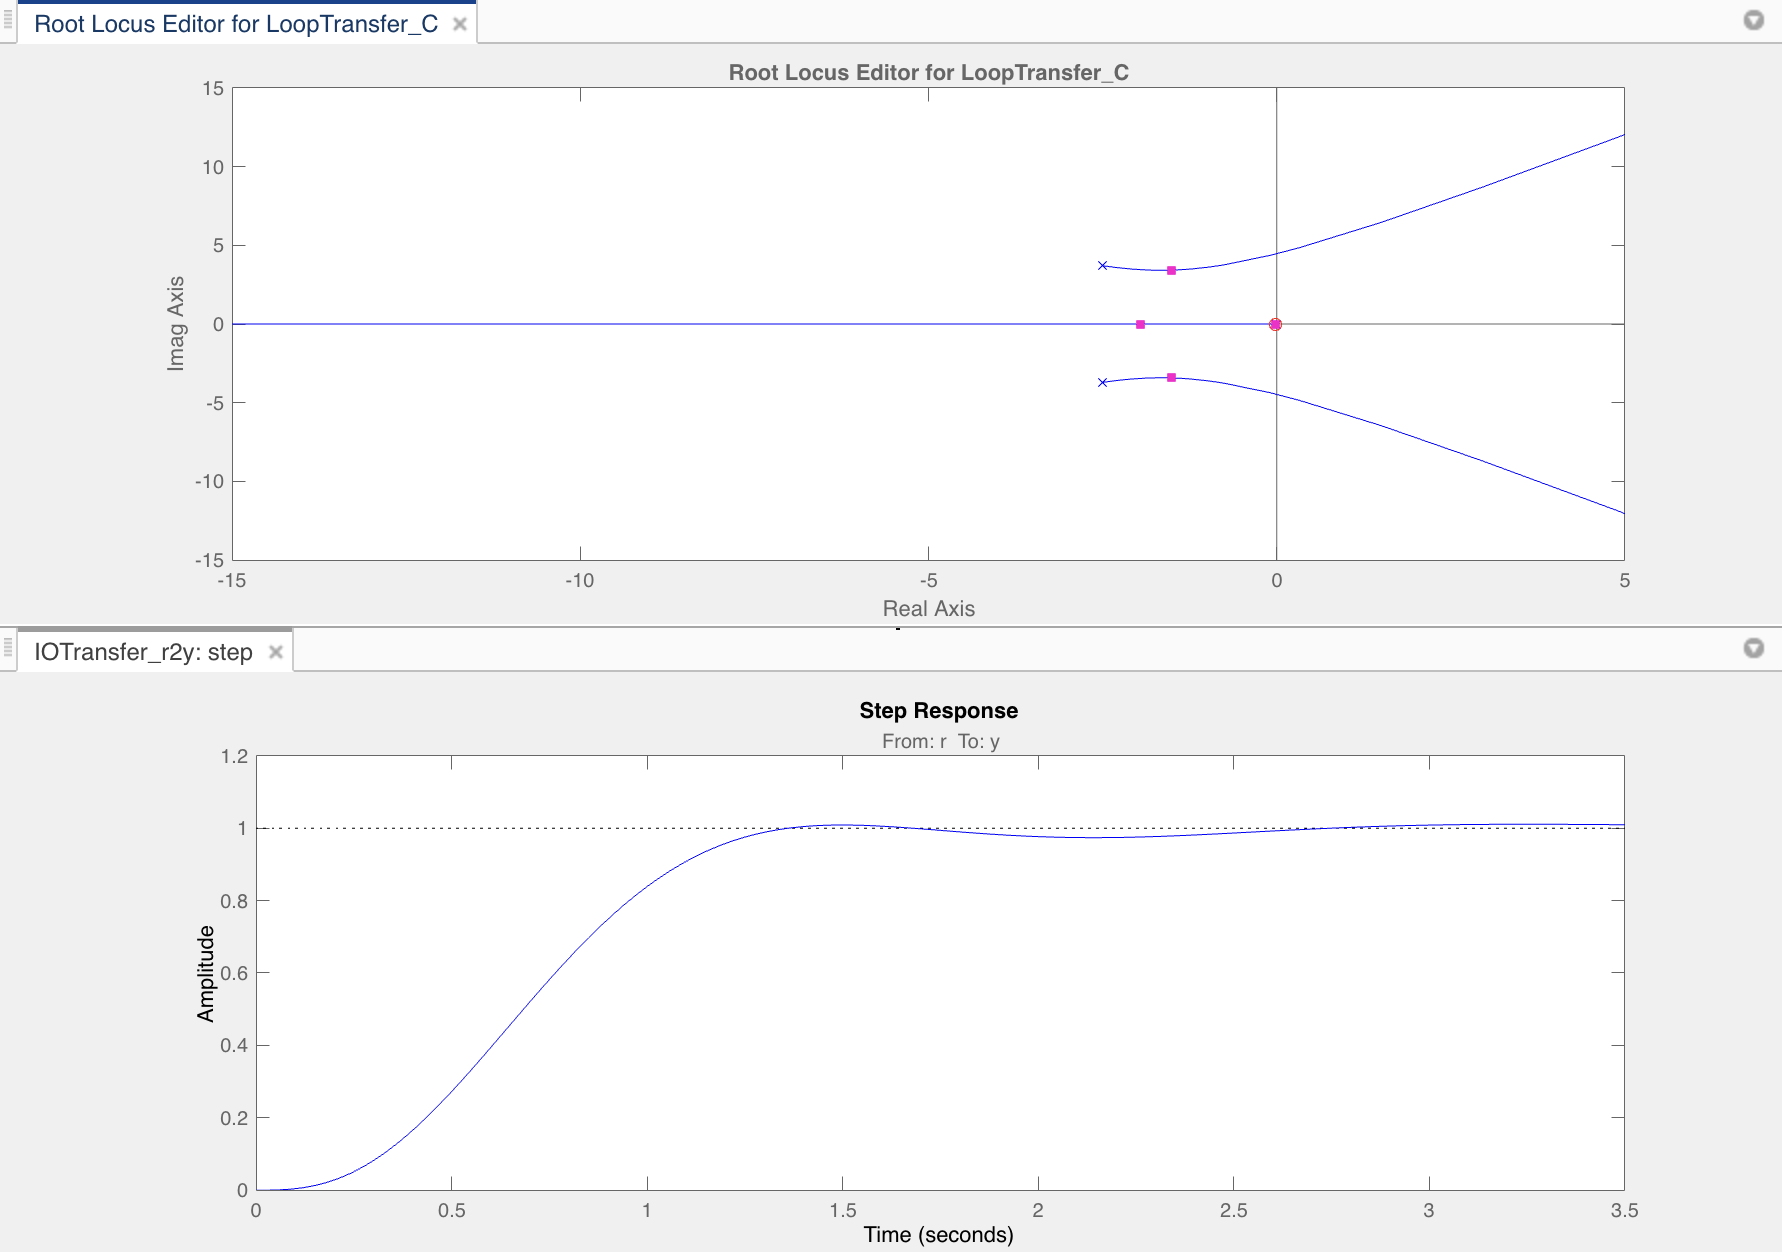 Root Locus Editor for LoopTransfer_C
Root Locus Editor for LoopTransfer_C
15
10
5
0
-5
-10
-15
Imag Axis
-15 -10 -5 0 5
Real Axis
IOTransfer_r2y: step
Step Response
From: r To: y
1.2
1
0.8
0.6
0.4
0.2
0
Amplitude
0 0.5 1 1.5 2 2.5 3 3.5
Time (seconds)